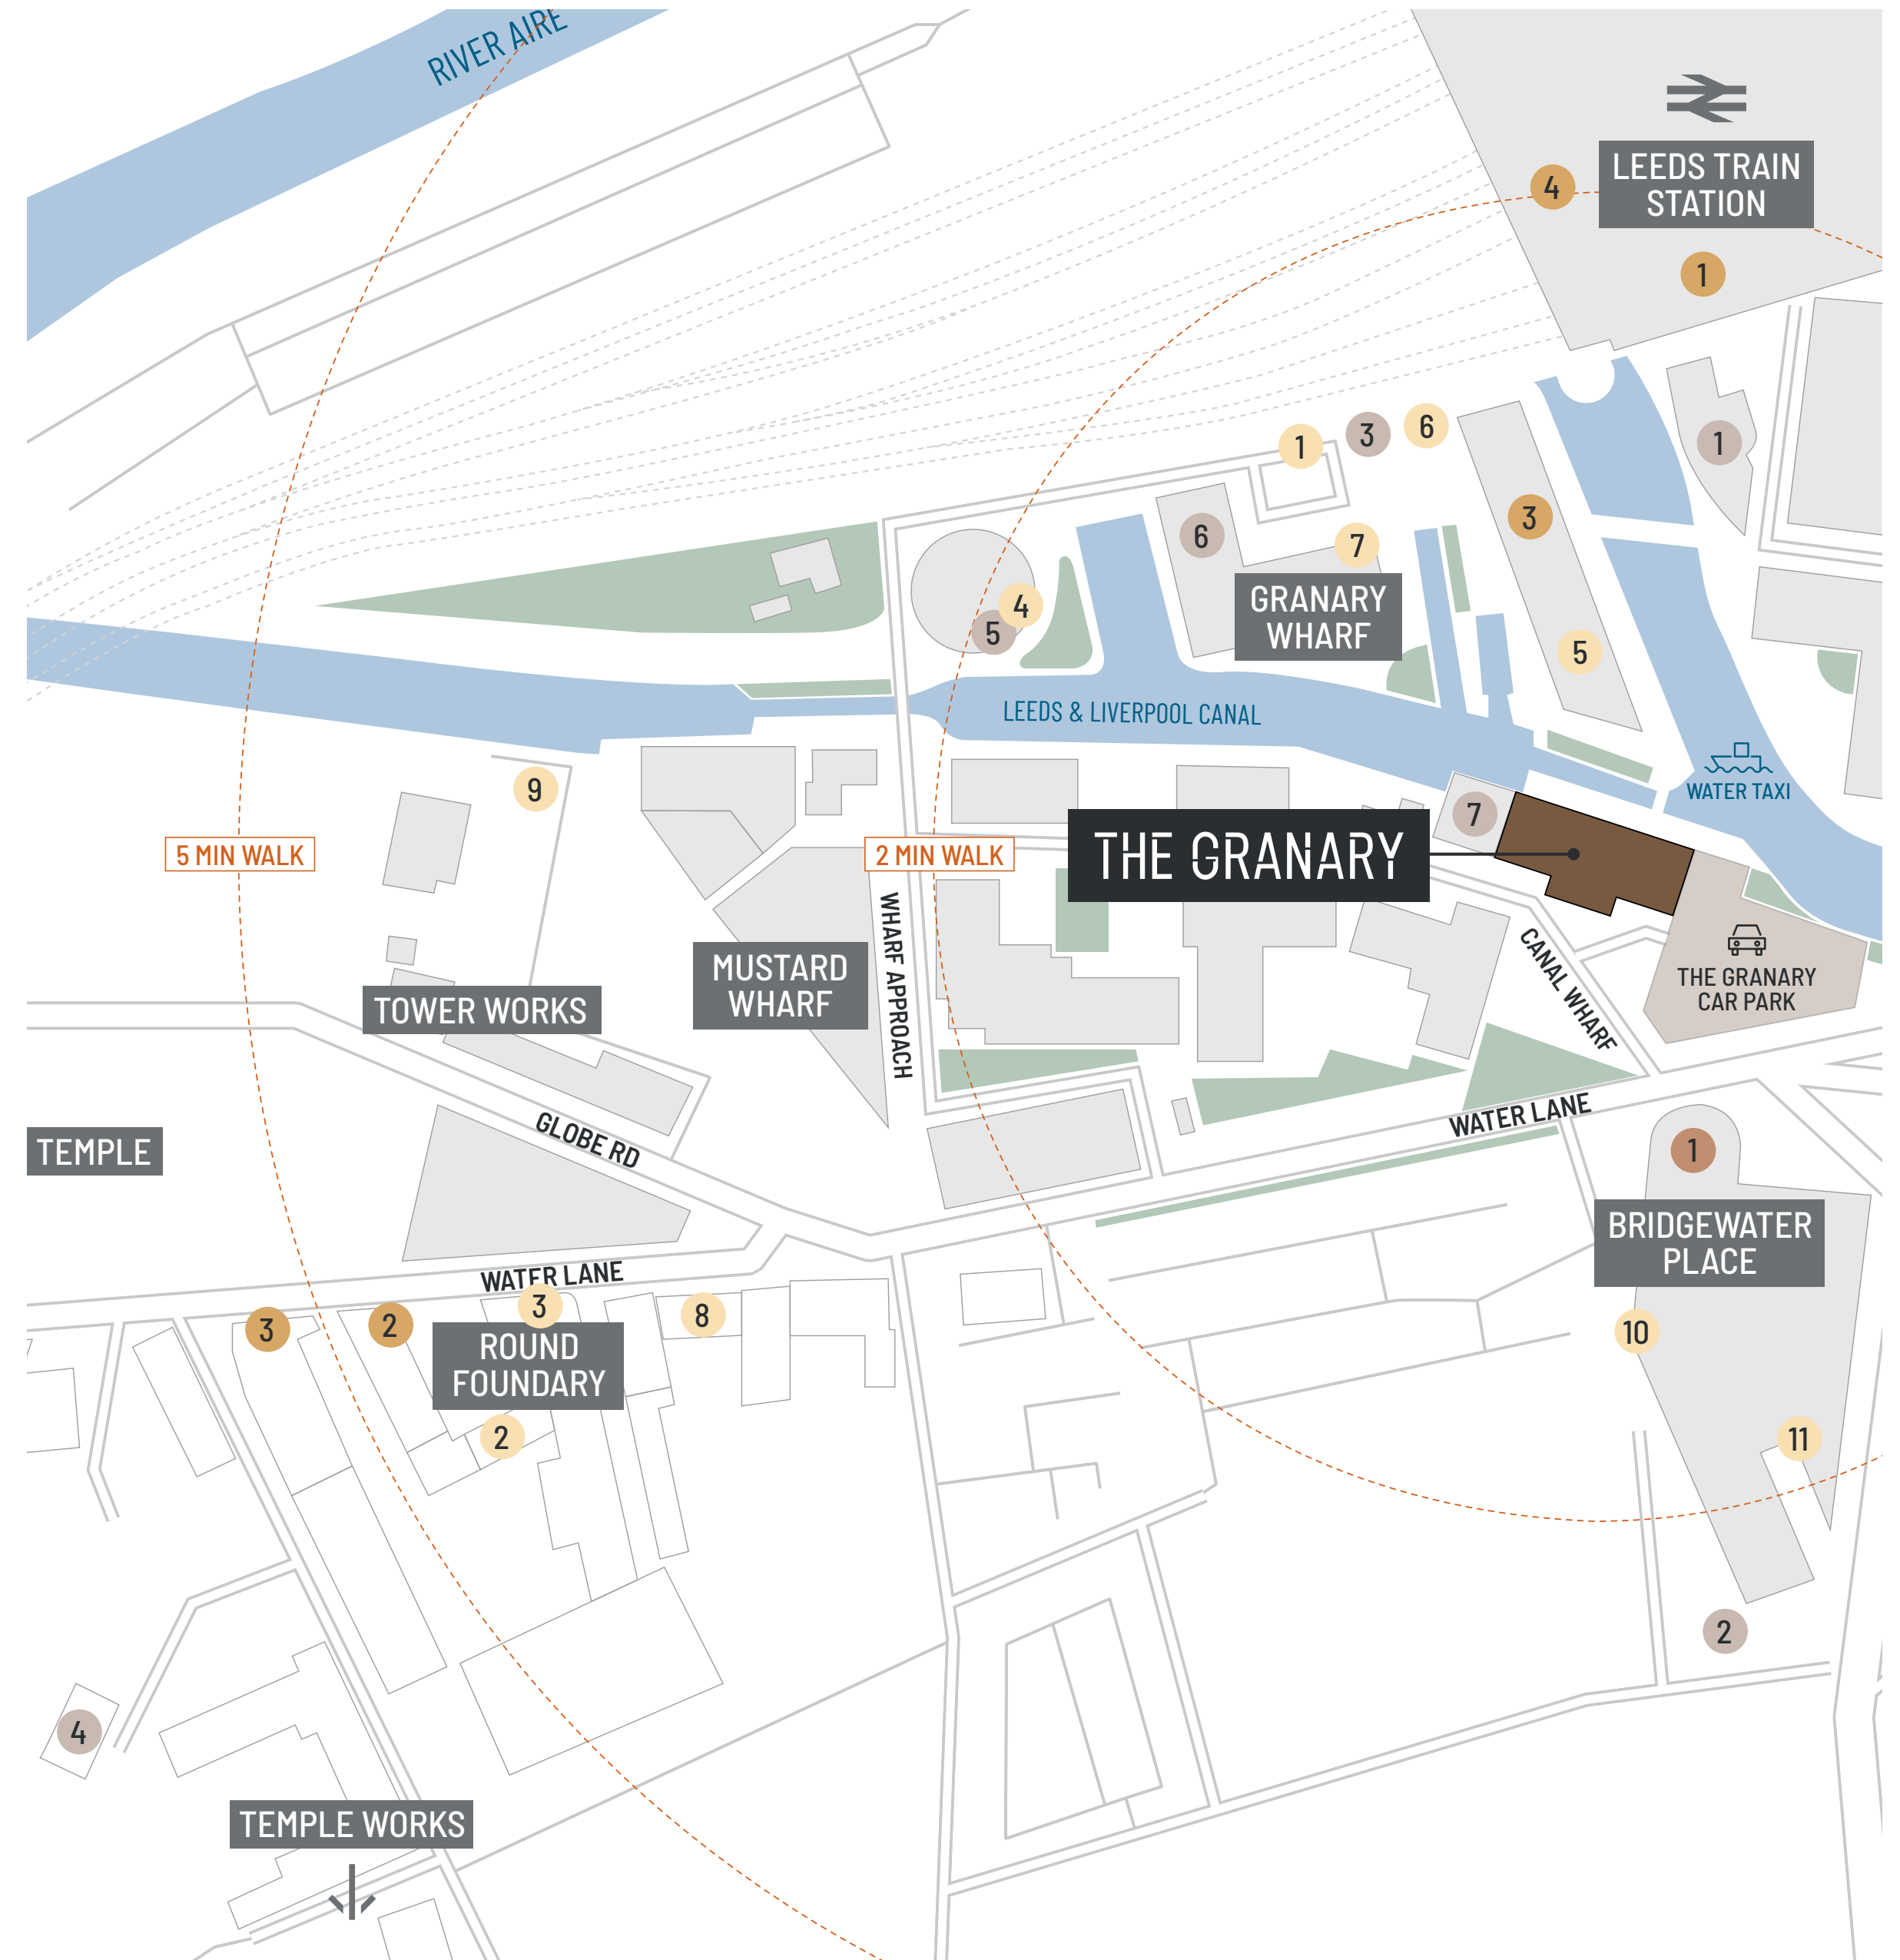 RIVER AIRE
LEEDS TRAIN
STATION
4
1
1
3
6
1
3
6
7
GRANARY
WHARF
4
5
5
LEEDS & LIVERPOOL CANAL
WATER TAXI
9
7
5 MIN WALK
2 MIN WALK
THE GRANARY
WHARF APPROACH
MUSTARD
WHARF
CANAL WHARF
THE GRANARY
CAR PARK
TOWER WORKS
GLOBE RD
WATER LANE
TEMPLE
1
BRIDGEWATER
PLACE
WATER LANE
3
2
3
8
ROUND
FOUNDARY
10
2
11
2
4
TEMPLE WORKS